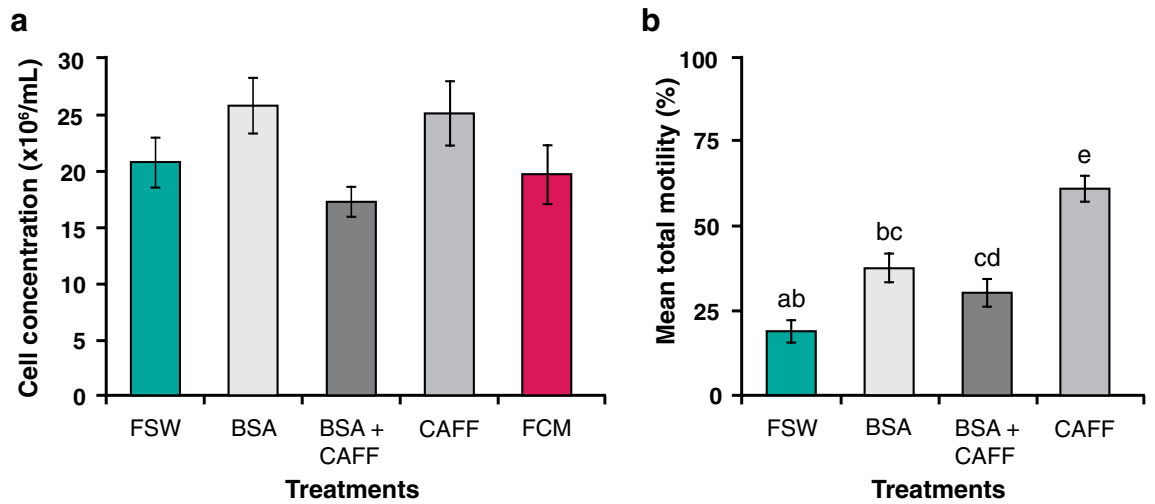 a
Cell concentration (x10⁶/mL)
30
25
20
15
10
5
0
FSW
BSA
BSA +
CAFF
CAFF
FCM
Treatments
b
Mean total motility (%)
100
75
50
25
0
ab
bc
cd
e
FSW
BSA
BSA +
CAFF
CAFF
Treatments